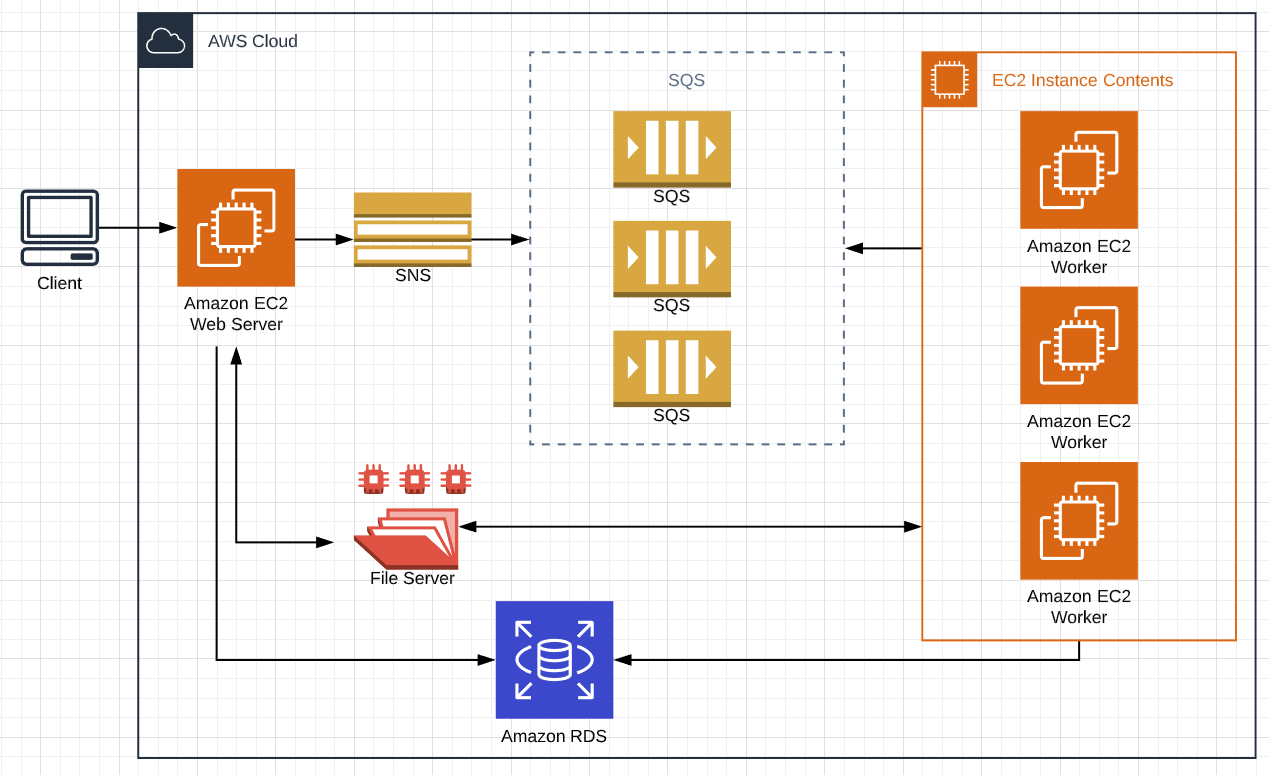 AWS Cloud
SQS
EC2 Instance Contents
SQS
Client
Amazon EC2
Web Server
SNS
SQS
SQS
Amazon EC2
Worker
Amazon EC2
Worker
Amazon EC2
Worker
File Server
Amazon RDS